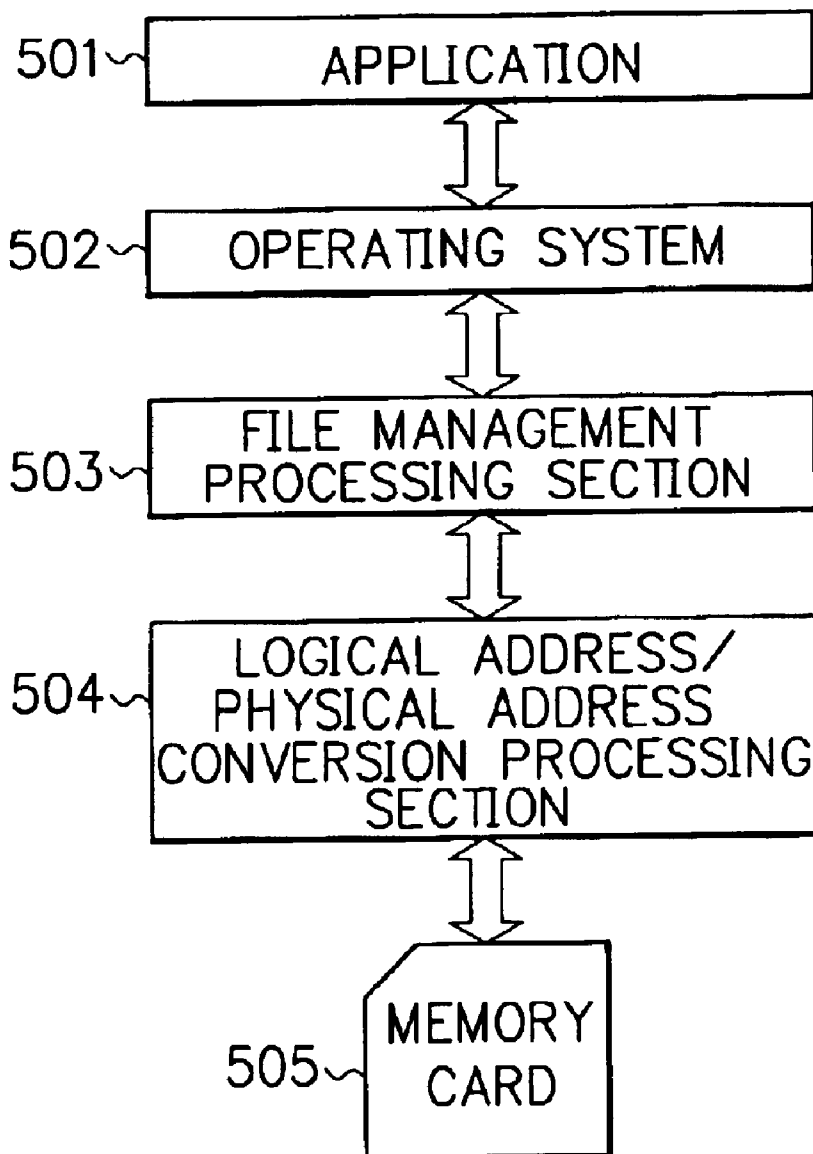 501
APPLICATION
502
OPERATING SYSTEM
503
FILE MANAGEMENT
PROCESSING SECTION
504
LOGICAL ADDRESS/
PHYSICAL ADDRESS
CONVERSION PROCESSING
SECTION
505
MEMORY
CARD